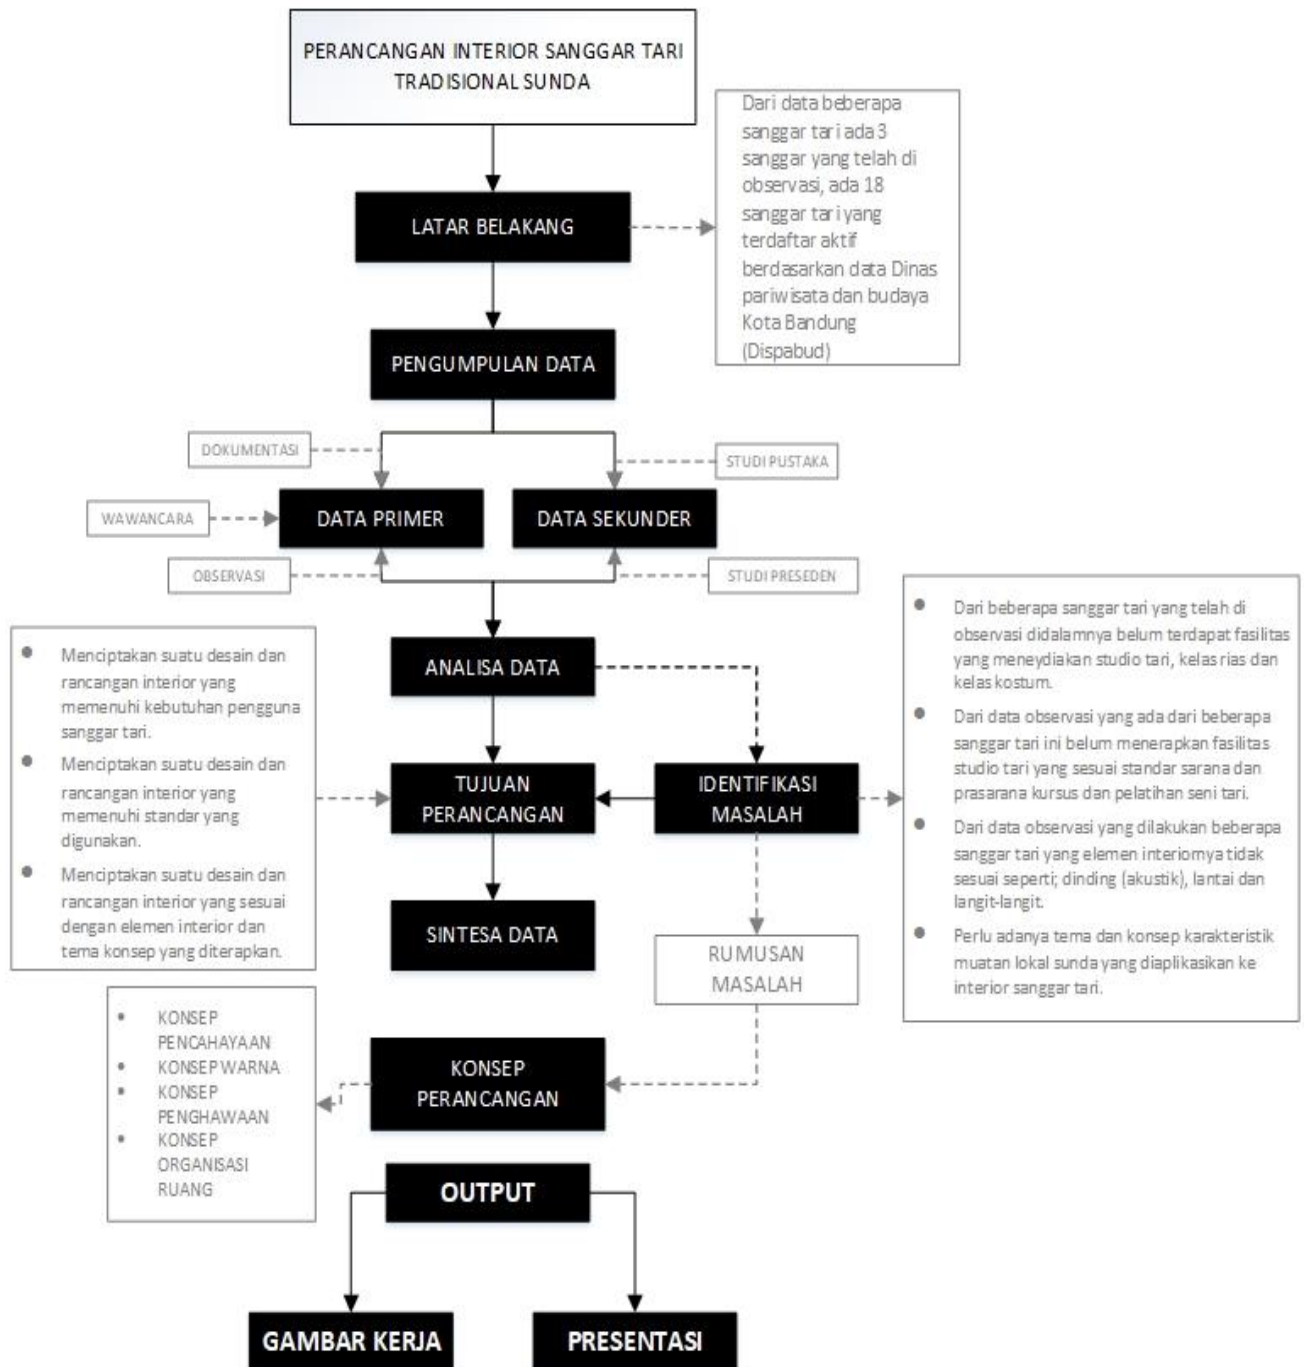 PERANCANGAN INTERIOR SANGGAR TARI
TRADISIONAL SUNDA
Dari data beberapa
sanggar tari ada 3
sanggar yang telah di
observasi, ada 18
sanggar tari yang
terdaftar aktif
berdasarkan data Dinas
pariwisata dan budaya
Kota Bandung
(Dispabud)
LATAR BELAKANG
PENGUMPULAN DATA
DOKUMENTASI
STUDI PUSTAKA
WAWANCARA
DATA PRIMER
DATA SEKUNDER
OBSERVASI
STUDI PRESEDEN
ANALISA DATA
• Menciptakan suatu desain dan
rancangan interior yang
memenuhi kebutuhan pengguna
sanggar tari.
• Menciptakan suatu desain dan
rancangan interior yang
memenuhi standar yang
digunakan.
• Menciptakan suatu desain dan
rancangan interior yang sesuai
dengan elemen interior dan
tema konsep yang diterapkan.
TUJUAN
PERANCANGAN
IDENTIFIKASI
MASALAH
• Dari beberapa sanggar tari yang telah di
observasi didalamnya belum terdapat fasilitas
yang meneydiakan studio tari, kelas rias dan
kelas kostum.
• Dari data observasi yang ada dari beberapa
sanggar tari ini belum menerapkan fasilitas
studio tari yang sesuai standar sarana dan
prasarana kursus dan pelatihan seni tari.
• Dari data observasi yang dilakukan beberapa
sanggar tari yang elemen interiornya tidak
sesuai seperti; dinding (akustik), lantai dan
langit-langit.
• Perlu adanya tema dan konsep karakteristik
muatan lokal sunda yang diaplikasikan ke
interior sanggar tari.
SINTESA DATA
RUMUSAN
MASALAH
• KONSEP
PENCAHAYAAN
• KONSEP WARNA
• KONSEP
PENGHAWAAN
• KONSEP
ORGANISASI
RUANG
KONSEP
PERANCANGAN
OUTPUT
GAMBAR KERJA
PRESENTASI